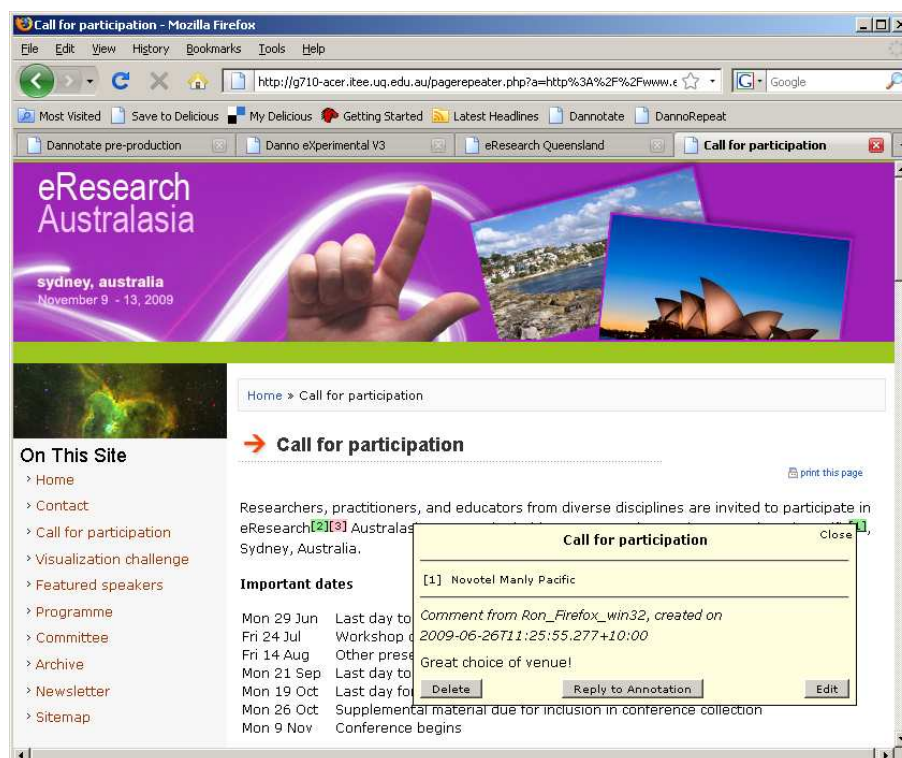 Call for participation - Mozilla Firefox
File Edit View History Bookmarks Tools Help
http://g710-acer.itee.uq.edu.au/pagerepeater.php?a=http%3A%2F%2Fwww.e
G Google
Most Visited Save to Delicious My Delicious Getting Started Latest Headlines Dannotate DannoRepeat
Dannotate pre-production Danno eXperimental V3 eResearch Queensland Call for participation
eResearch
Australasia
sydney, australia
November 9 - 13, 2009
Home » Call for participation
Call for participation
print this page
On This Site
Home
Contact
Call for participation
Visualization challenge
Featured speakers
Programme
Committee
Archive
Newsletter
Sitemap
Researchers, practitioners, and educators from diverse disciplines are invited to participate in
eResearch[2][3] Australas
Sydney, Australia.
Important dates
Mon 29 Jun Last day to
Fri 24 Jul Workshop
Fri 14 Aug Other prese
Mon 21 Sep Last day to
Mon 19 Oct Last day fo
Mon 26 Oct Supplemental material due for inclusion in conference collection
Mon 9 Nov Conference begins
Call for participation Close
[1] Novotel Manly Pacific
Comment from Ron_Firefox_win32, created on
2009-06-26T11:25:55.277+10:00
Great choice of venue!
Delete Reply to Annotation Edit